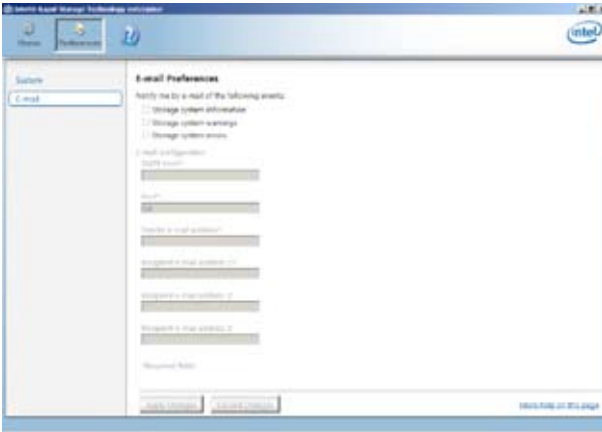 Intel® Rapid Storage Technology enterprise
Home
Preferences
intel
System
E-mail
E-mail Preferences
Notify me by e-mail of the following events:
Storage system information
Storage system warnings
Storage system errors
E-mail configuration
SMTP host:*
Port:*
Sender e-mail address:*
Recipient e-mail address 1:*
Recipient e-mail address 2:
Recipient e-mail address 3:
*Required fields
Apply Changes
Discard Changes
More help on this page